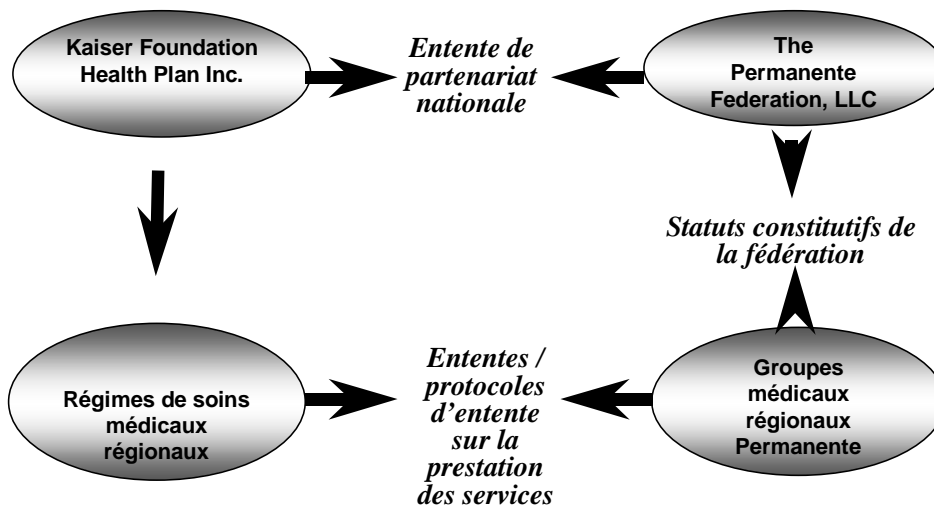 Kaiser Foundation
Health Plan Inc.
Entente de
partenariat
nationale
The
Permanente
Federation, LLC
Statuts constitutifs de
la fédération
Régimes de soins
médicaux
régionaux
Ententes /
protocoles
d'entente
sur la
prestation
des services
Groupes
médicaux
régionaux
Permanente